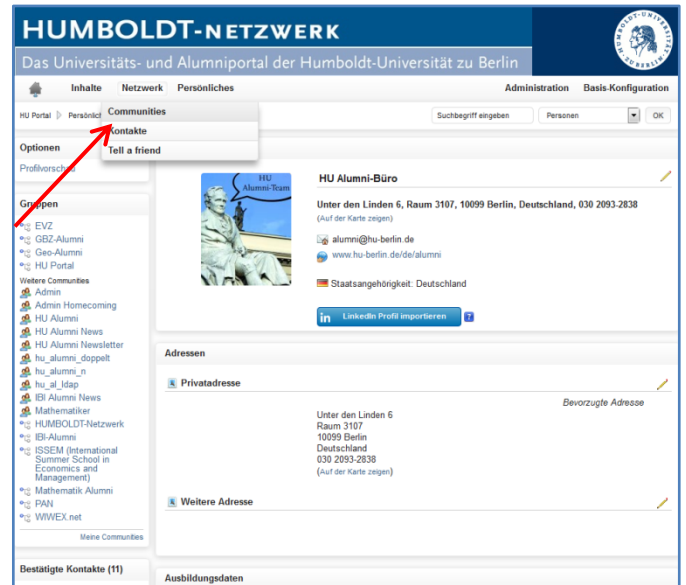 HUMBOLDT-NETZWERK
Das Universitäts- und Alumniportal der Humboldt-Universität zu Berlin
Inhalte Netzwerk Persönliches Administration Basis-Konfiguration
HU Portal Persönlich
Communities
Kontakte
Tell a friend
Suchbegriff eingeben Personen OK
Optionen
Profilvorschau
Gruppen
EVZ
GBZ-Alumni
Geo-Alumni
HU Portal
Weitere Communities
Admin
Admin Homecoming
HU Alumni
HU Alumni News
HU Alumni Newsletter
hu_alumni_doppelt
hu_alumni_n
hu_al_ldap
IBI Alumni News
Mathematiker
HUMBOLDT-Netzwerk
IBI-Alumni
ISSEM (International
Summer School in
Economics and
Management)
Mathematik Alumni
PAN
WIWEX.net
Meine Communities
Bestätigte Kontakte (11)
HU
Alumni-Team
HU Alumni-Büro
Unter den Linden 6, Raum 3107, 10099 Berlin, Deutschland, 030 2093-2838
(Auf der Karte zeigen)
alumni@hu-berlin.de
www.hu-berlin.de/de/alumni
Staatsangehörigkeit: Deutschland
in LinkedIn Profil importieren ?
Adressen
Privatadresse
Bevorzugte Adresse
Unter den Linden 6
Raum 3107
10099 Berlin
Deutschland
030 2093-2838
(Auf der Karte zeigen)
Weitere Adresse
Ausbildungsdaten